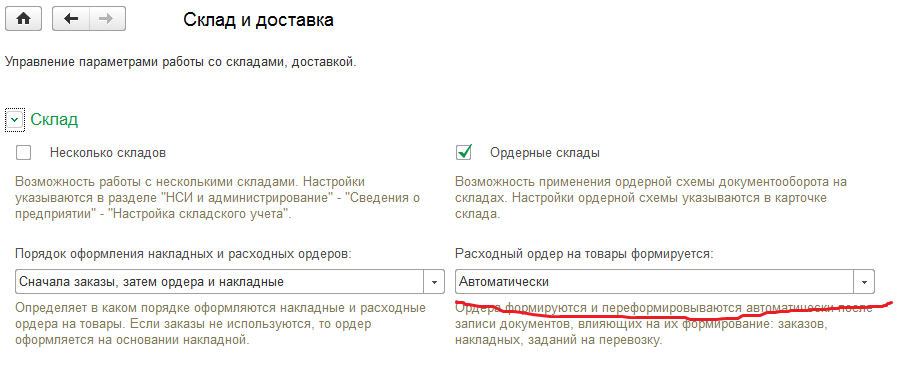 Склад и доставка
Управление параметрами работы со складами, доставкой.
Склад
Несколько складов
Возможность работы с несколькими складами. Настройки
указываются в разделе "НСИ и администрирование" - "Сведения о
предприятии" - "Настройка складского учета".
Ордерные склады
Возможность применения ордерной схемы документооборота на
складах. Настройки ордерной схемы указываются в карточке
склада.
Порядок оформления накладных и расходных ордеров:
Сначала заказы, затем ордера и накладные
Определяет в каком порядке оформляются накладные и расходные
ордера на товары. Если заказы не используются, то ордер
оформляется на основании накладной.
Расходный ордер на товары формируется:
Автоматически
Ордера формируются и переформировываются автоматически после
записи документов, влияющих на их формирование: заказов,
накладных, заданий на перевозку.